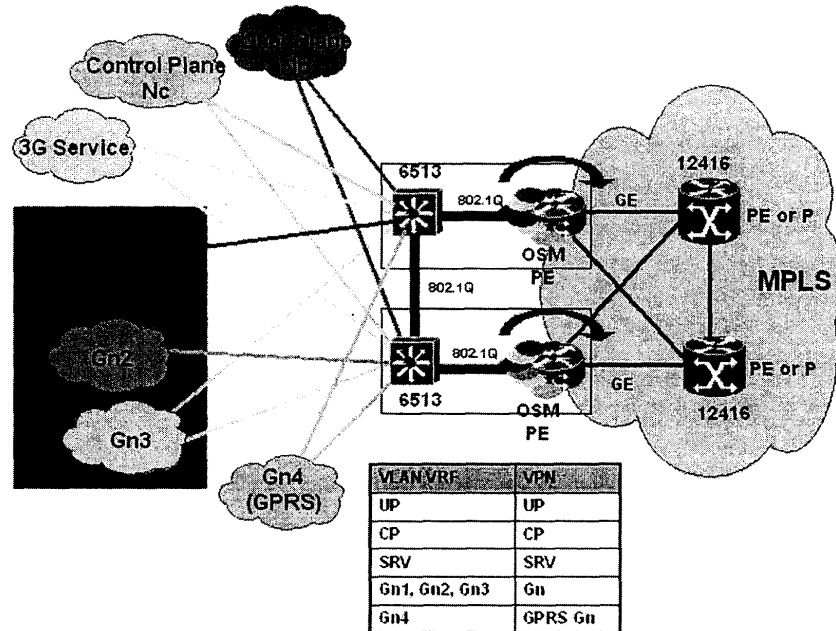 Control Plane
Nc
3G Service
6513
802.1Q
GE
12416
PE or P
OSM
PE
MPLS
802.1Q
Gn2
802.1Q
6513
GE
PE or P
12416
OSM
PE
Gn3
Gn4
(GPRS)
VLAN/VRF VPN
UP UP
CP CP
SRV SRV
Gn1, Gn2, Gn3 Gn
Gn4 GPRS Gn